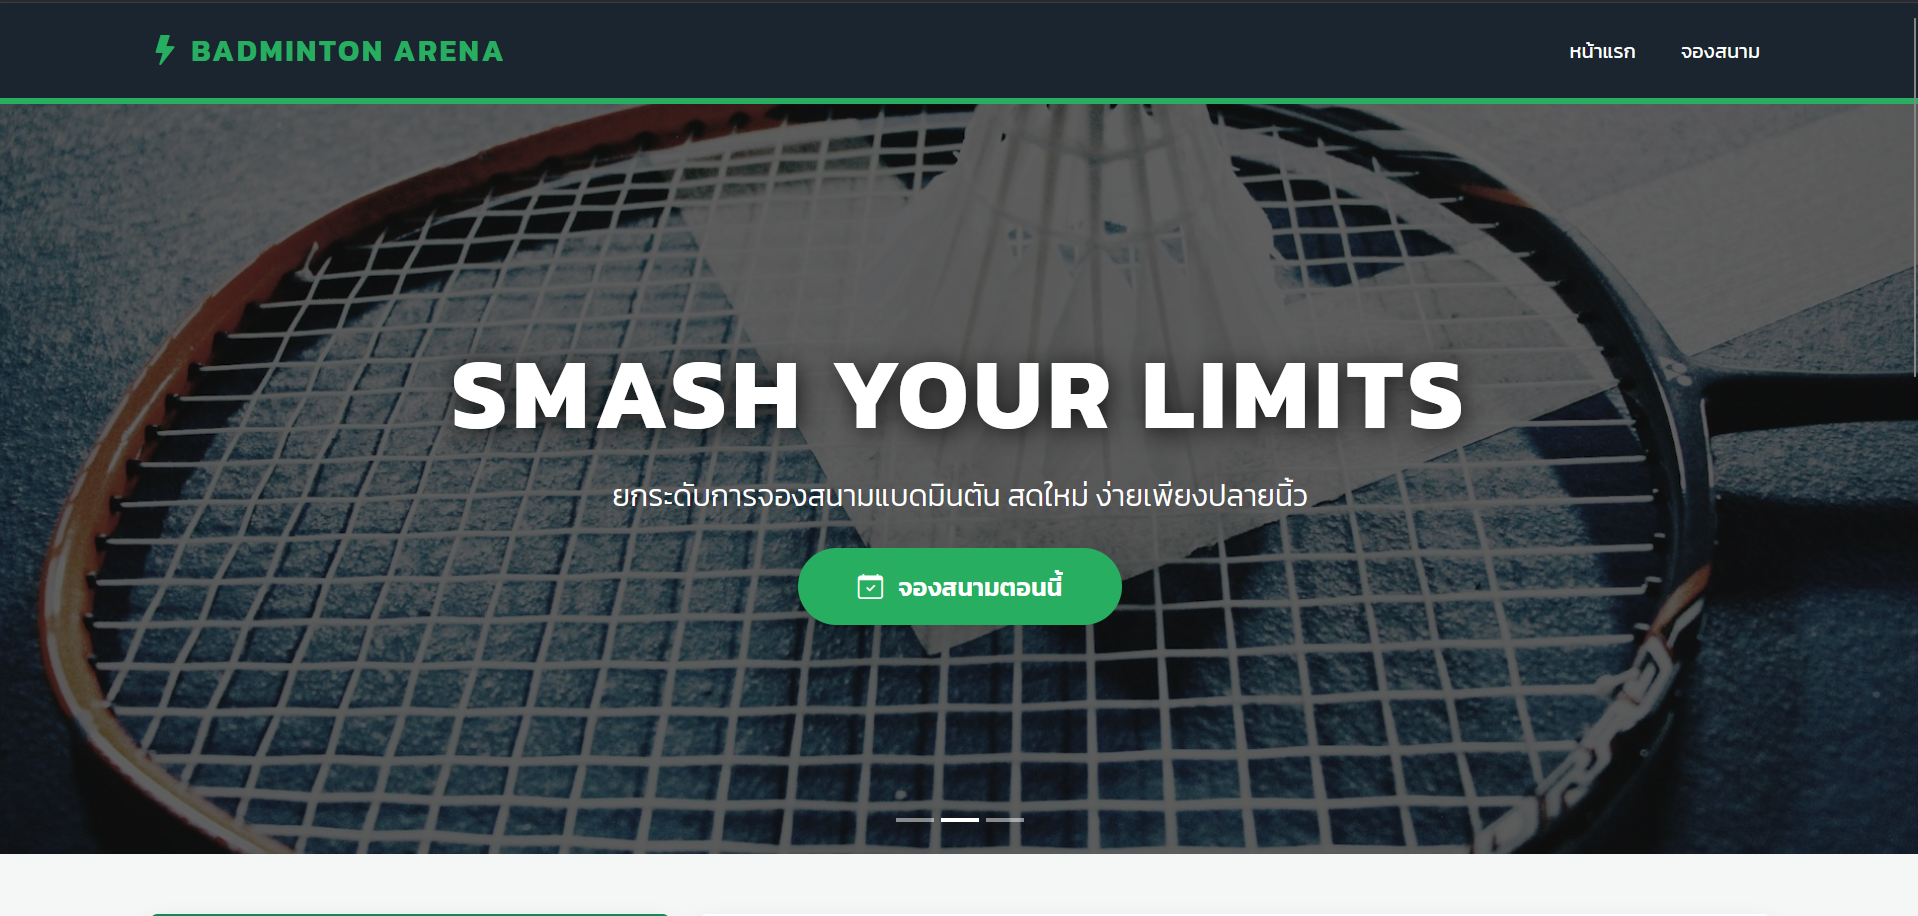 BADMINTON ARENA
หน้าแรก
จองสนาม
SMASH YOUR LIMITS
ยกระดับการจองสนามแบดมินตัน สดใหม่ ง่ายเพียงปลายนิ้ว
จองสนามตอนนี้